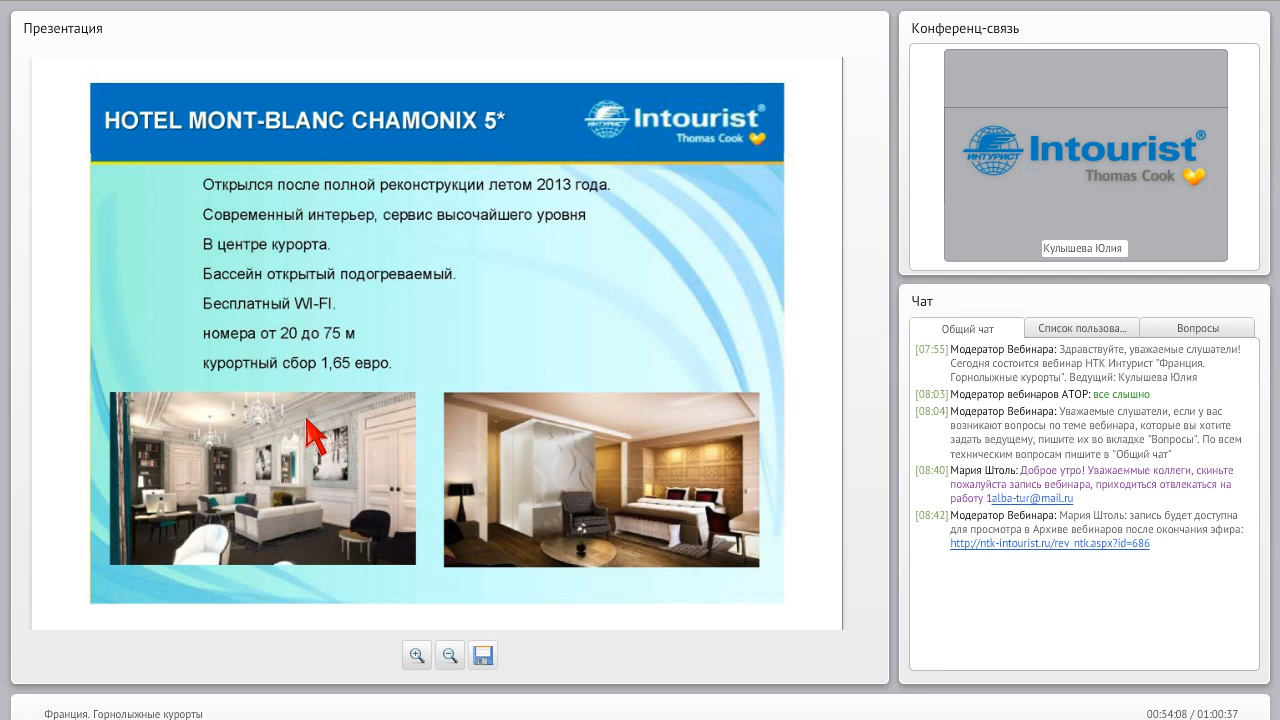 Презентация
HOTEL MONT-BLANC CHAMONIX 5*
ИНТУРИСТ
Intourist®
Thomas Cook
Открылся после полной реконструкции летом 2013 года.
Современный интерьер, сервис высочайшего уровня
В центре курорта.
Бассейн открытый подогреваемый.
Бесплатный WI-FI.
номера от 20 до 75 м
курортный сбор 1,65 евро.
Конференц-связь
ИНТУРИСТ
Intourist®
Thomas Cook
Кулышева Юлия
Чат
Общий чат
Список пользова...
Вопросы
[07:55] Модератор Вебинара: Здравствуйте, уважаемые слушатели!
Сегодня состоится вебинар НТК Интурист "Франция.
Горнолыжные курорты". Ведущий: Кулышева Юлия
[08:03] Модератор вебинаров АТОР: все слышно
[08:04] Модератор Вебинара: Уважаемые слушатели, если у вас
возникают вопросы по теме вебинара, которые вы хотите
задать ведущему, пишите их во вкладке "Вопросы". По всем
техническим вопросам пишите в "Общий чат"
[08:40] Мария Штоль: Доброе утро! Уважаеммые коллеги, скиньте
пожалуйста запись вебинара, приходиться отвлекаться на
работу 1alba-tur@mail.ru
[08:42] Модератор Вебинара: Мария Штоль: запись будет доступна
для просмотра в Архиве вебинаров после окончания эфира:
http://ntk-intourist.ru/rev_ntk.aspx?id=686
Франция. Горнолыжные курорты
00:54:08 / 01:00:37